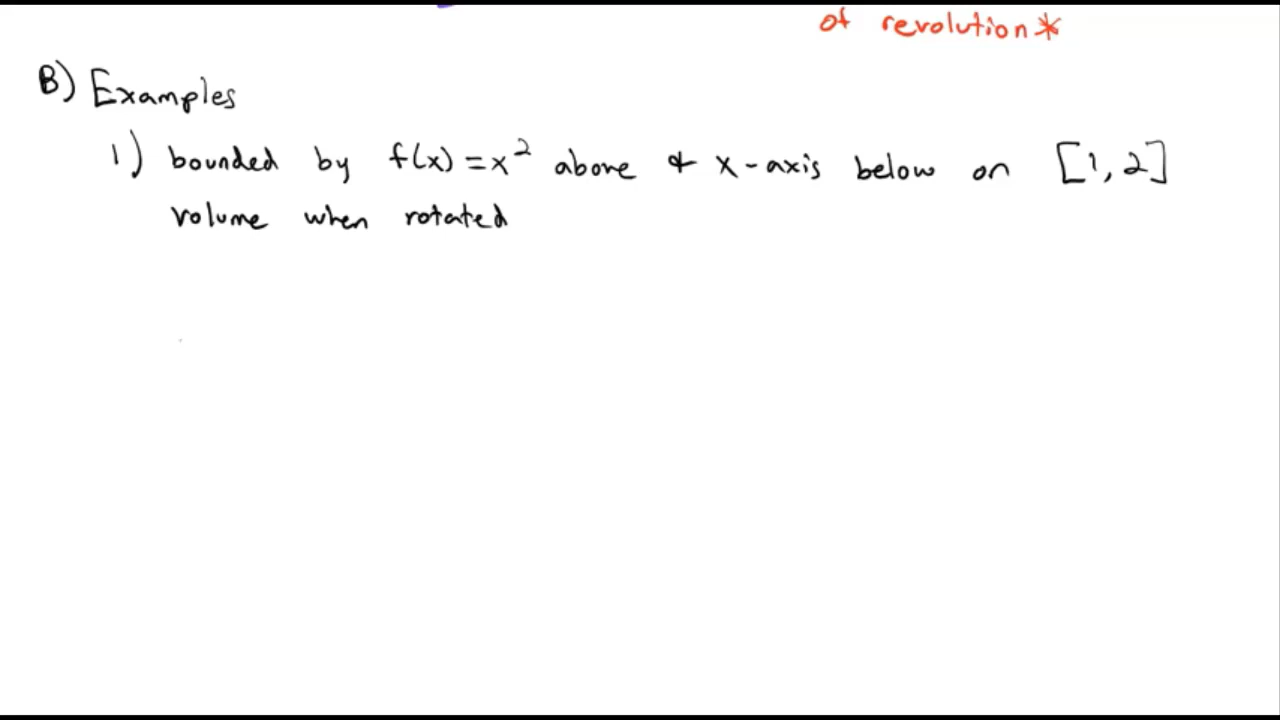 of revolution*
B) Examples
1) bounded by f(x) = x² above & x-axis below on [1, 2]
volume when rotated